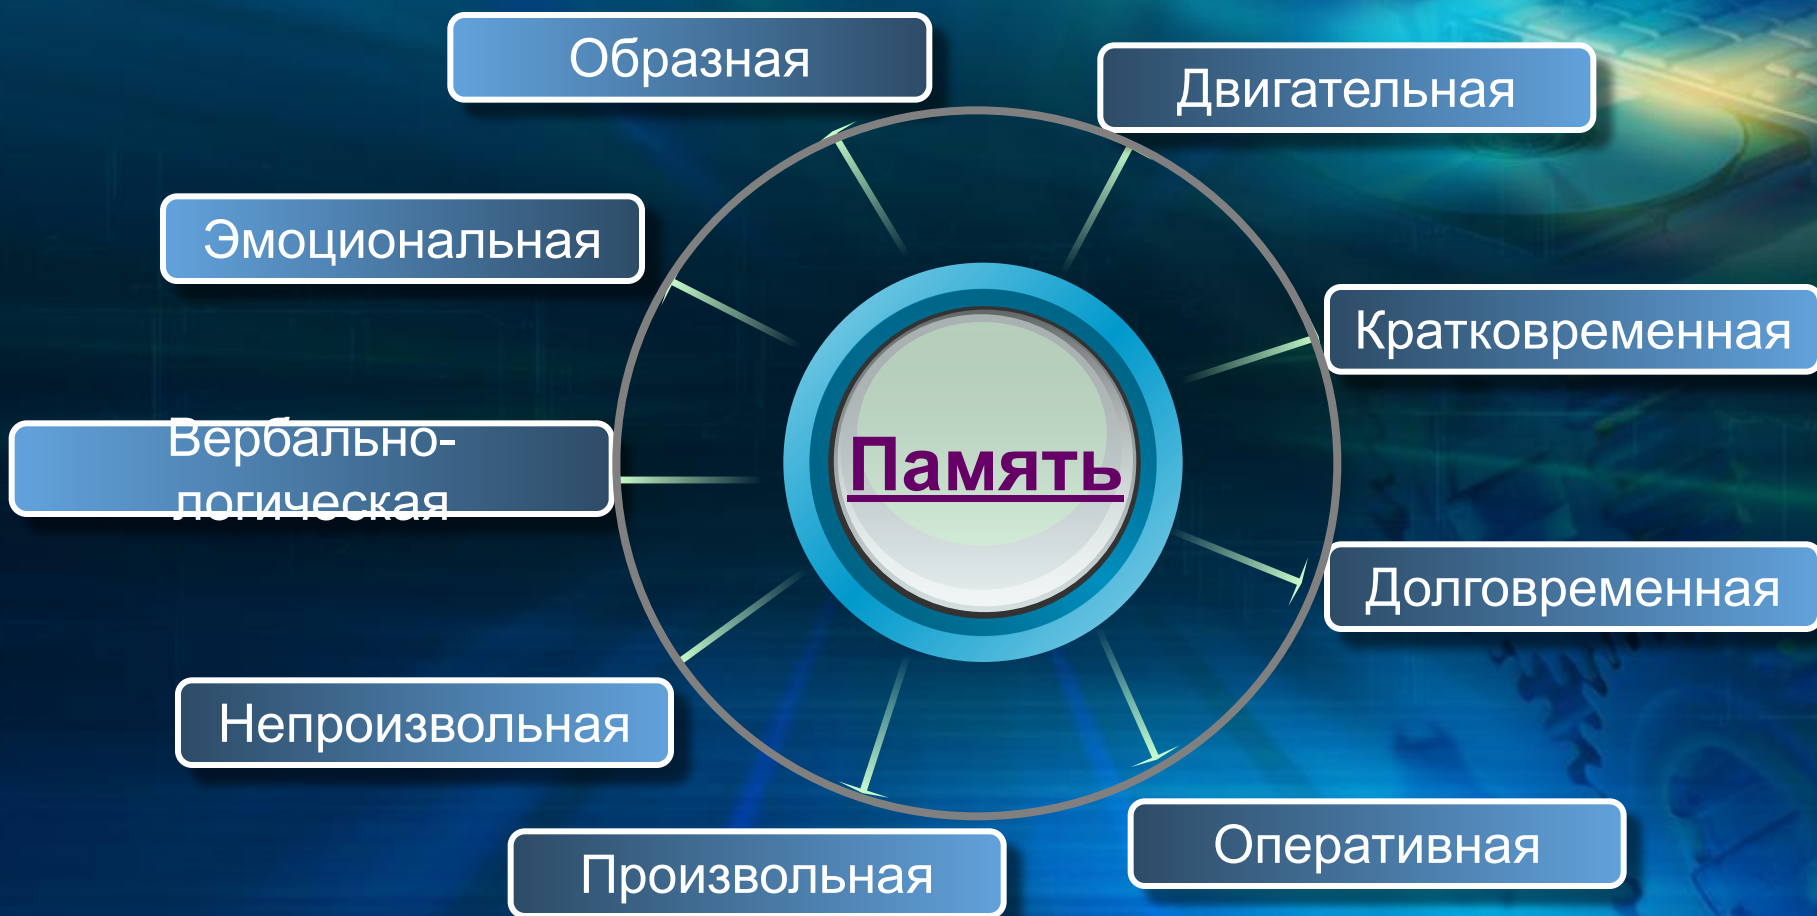 Образная
Двигательная
Эмоциональная
Кратковременная
Вербально-
логическая
Память
Долговременная
Непроизвольная
Оперативная
Произвольная